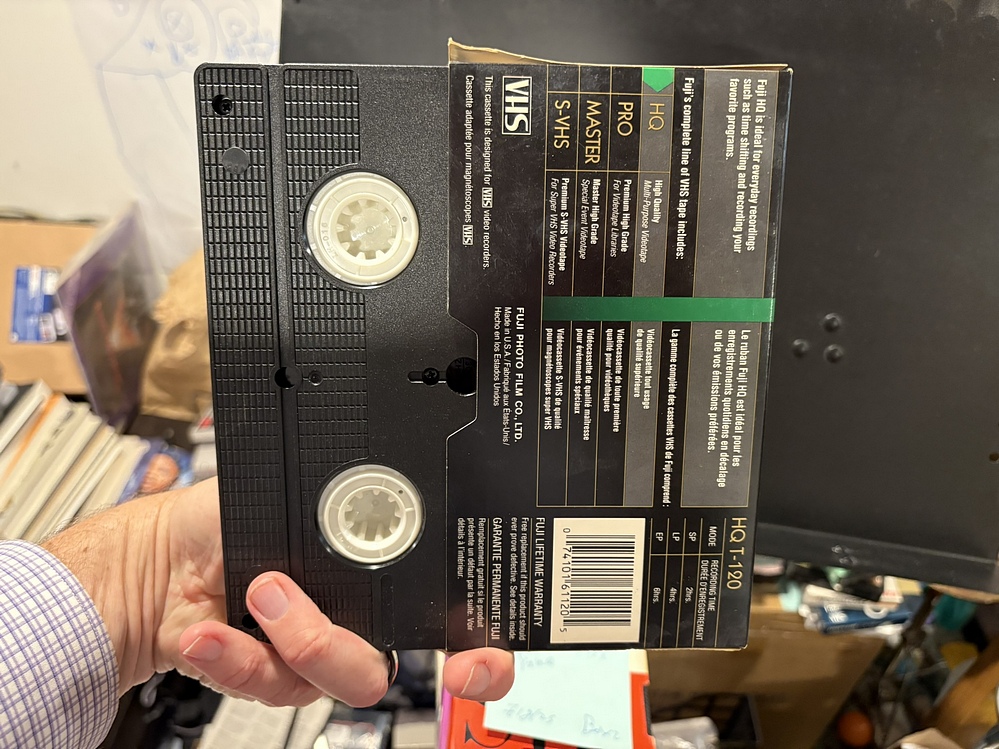 Fuji HQ is ideal for everyday recordings
such as time shifting and recording your
favorite programs.
Le ruban Fuji HQ est idéal pour les
enregistrements quotidiens en décalage
ou de vos émissions préférées.
HQ T-120
Fuji's complete line of VHS tape includes:
La gamme complète des cassettes VHS de Fuji comprend :
HQ
High Quality
Multi-Purpose Videotape
Vidéocassette tout usage
de qualité supérieure
PRO
Premium High Grade
For Videotape Libraries
Vidéocassette de toute première
qualité pour vidéothèques
MASTER
Master High Grade
Special Event Videotape
Vidéocassette de qualité maîtresse
pour événements spéciaux
S-VHS
Premium S-VHS Videotape
For Super VHS Video Recorders
Vidéocassette S-VHS de qualité
pour magnétoscopes super VHS
MODE
RECORDING TIME
DURÉE D'ENREGISTREMENT
SP 2hrs.
LP 4hrs.
EP 6hrs.
0 74101 61120 5
VHS
This cassette is designed for VHS video recorders.
Cassette adaptée pour magnétoscopes VHS
FUJI PHOTO FILM CO., LTD.
Made in U.S.A./Fabriqué aux États-Unis/
Hecho en los Estados Unidos
FUJI LIFETIME WARRANTY
Free replacement if this product should
ever prove defective. See details inside.
GARANTIE PERMANENTE FUJI
Remplacement gratuit si le produit
présente un défaut par la suite. Voir
détails à l'intérieur.